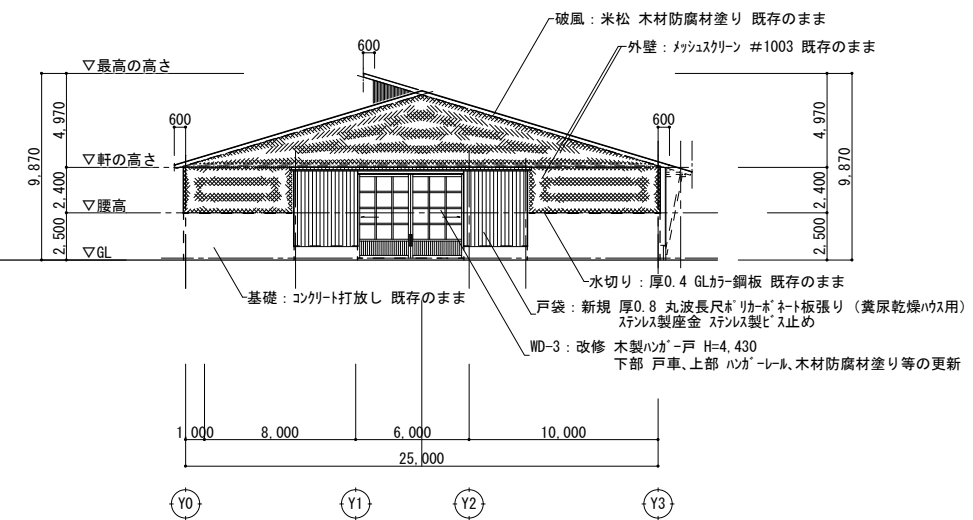 破風：米松 木材防腐材塗り 既存のまま
600
外壁：メッシュスクリーン #1003 既存のまま
▽最高の高さ
4,970
4,970
9,870
9,870
600
600
▽軒の高さ
2,400
2,400
▽腰高
2,500
2,500
▽GL
水切り：厚0.4 GLカラー鋼板 既存のまま
基礎：コンクリート打放し 既存のまま
戸袋：新規 厚0.8 丸波長尺ポリカーボネート板張り（糞尿乾燥ハウス用）
ステンレス製座金 ステンレス製ビス止め
WD-3：改修 木製ハンガー戸 H=4,430
下部 戸車、上部 ハンガーレール、木材防腐材塗り等の更新
1,000 8,000 6,000 10,000
25,000
Y0 Y1 Y2 Y3